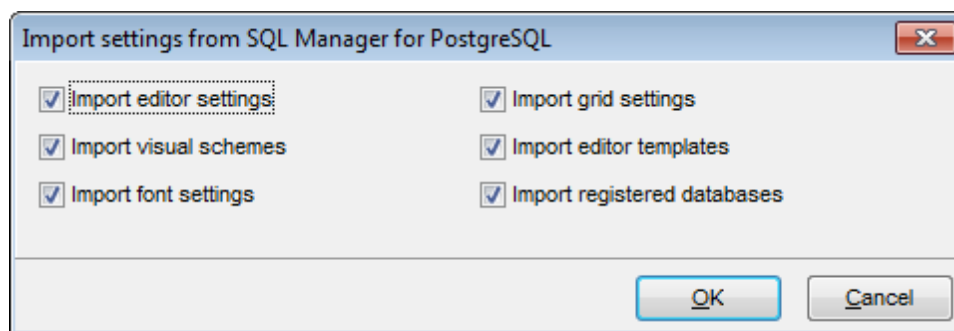 Import settings from SQL Manager for PostgreSQL
Import editor settings
Import grid settings
Import visual schemes
Import editor templates
Import font settings
Import registered databases
OK
Cancel